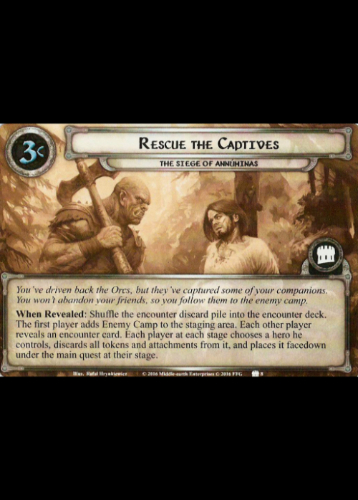 3C
RESCUE THE CAPTIVES
THE SIEGE OF ANNÚMINAS
You've driven back the Orcs, but they've captured some of your companions.
You won't abandon your friends, so you follow them to the enemy camp.
When Revealed: Shuffle the encounter discard pile into the encounter deck.
The first player adds Enemy Camp to the staging area. Each other player
reveals an encounter card. Each player at each stage chooses a hero he
controls, discards all tokens and attachments from it, and places it facedown
under the main quest at their stage.
© 2016 Middle-earth Enterprises © 2016 FFG 8